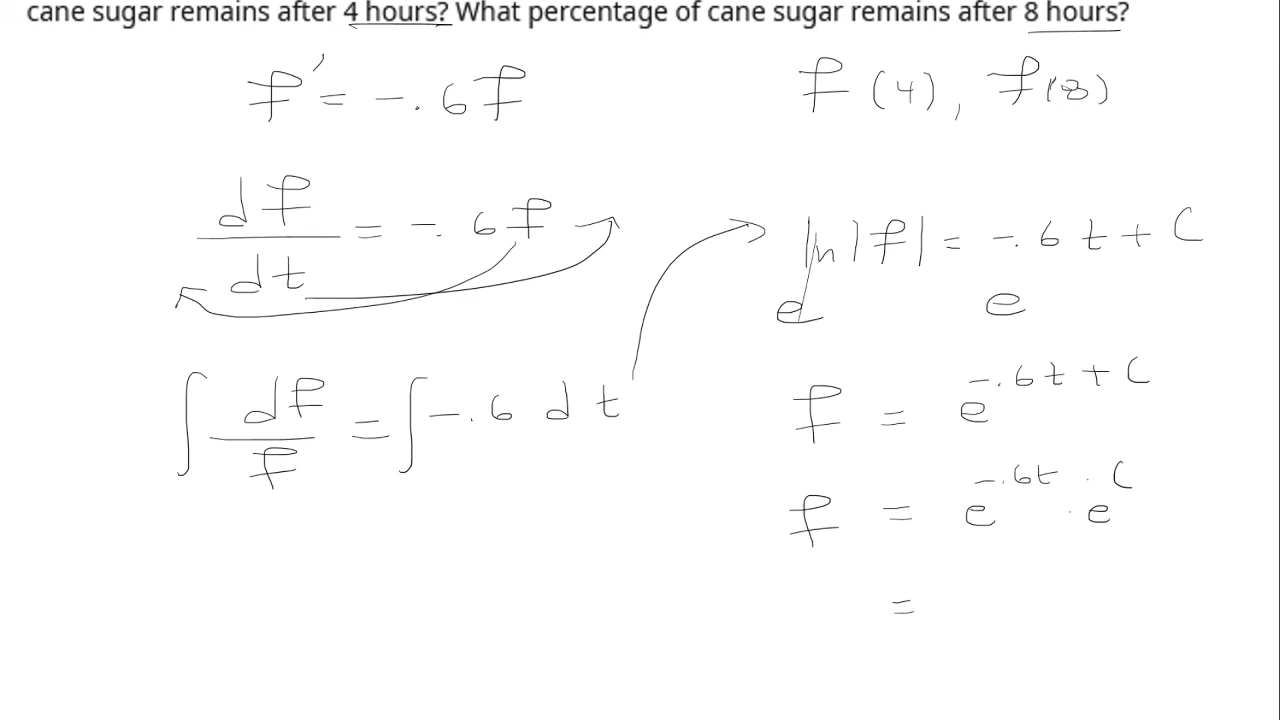 cane sugar remains after 4 hours? What percentage of cane sugar remains after 8 hours?
f' = -.6f
f(4), f(8)
df/dt = -.6f
ln|f| = -.6t + C
e e
∫ df/f = ∫ -.6 dt
f = e^(-.6t + C)
f = e^(-.6t) · e^C
=